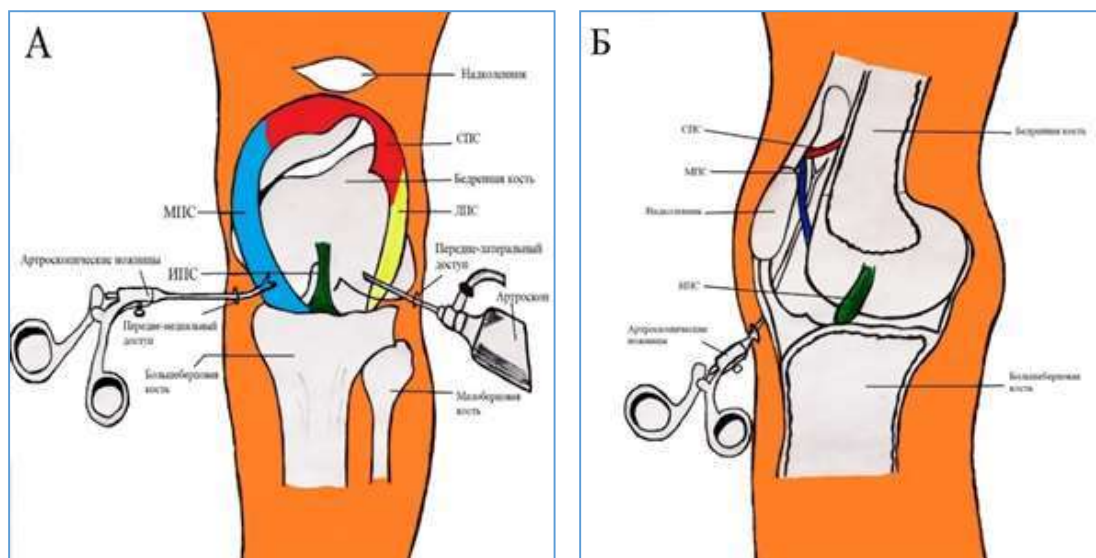 А
Надколенник
СПС
Бедренная кость
ЛПС
МПС
Передне-латеральный
доступ
Артроскопические ножницы
ИПС
Артроскоп
Передне-медиальный
доступ
Большеберцовая
кость
Малоберцовая
кость
Б
СПС
Бедренная кость
МПС
Надколенник
ИПС
Артроскопические
ножницы
Большеберцовая
кость